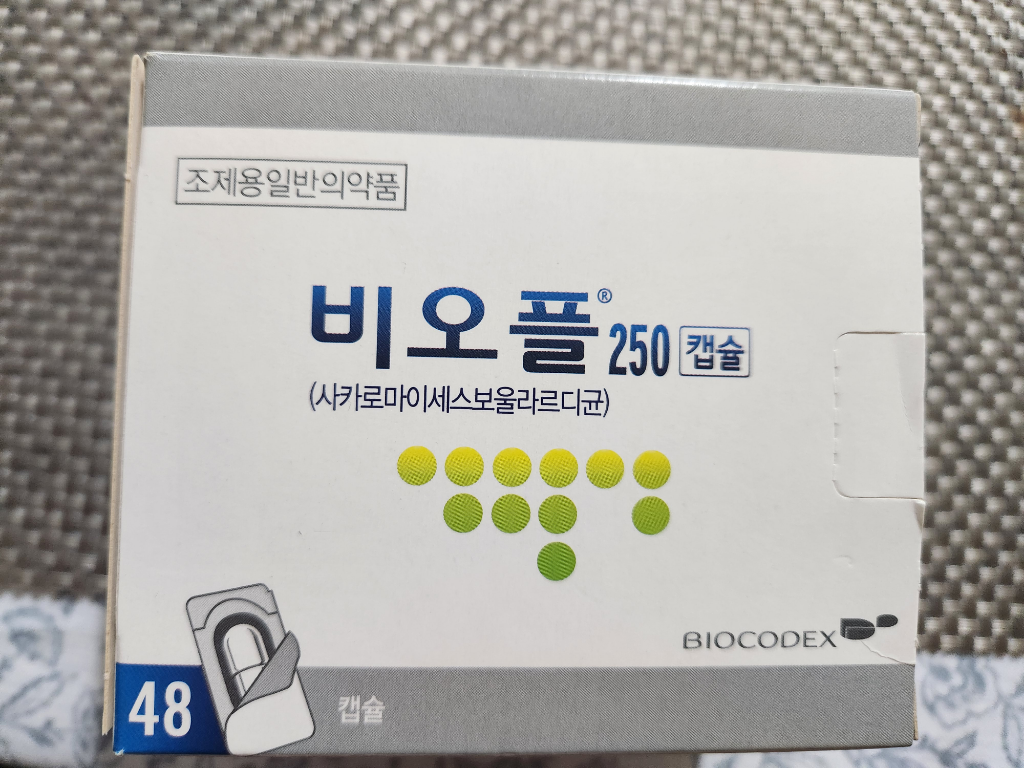 조제용일반의약품
비오플® 250 캡슐
(사카로마이세스보울라르디균)
BIOCODEX
48 캡슐